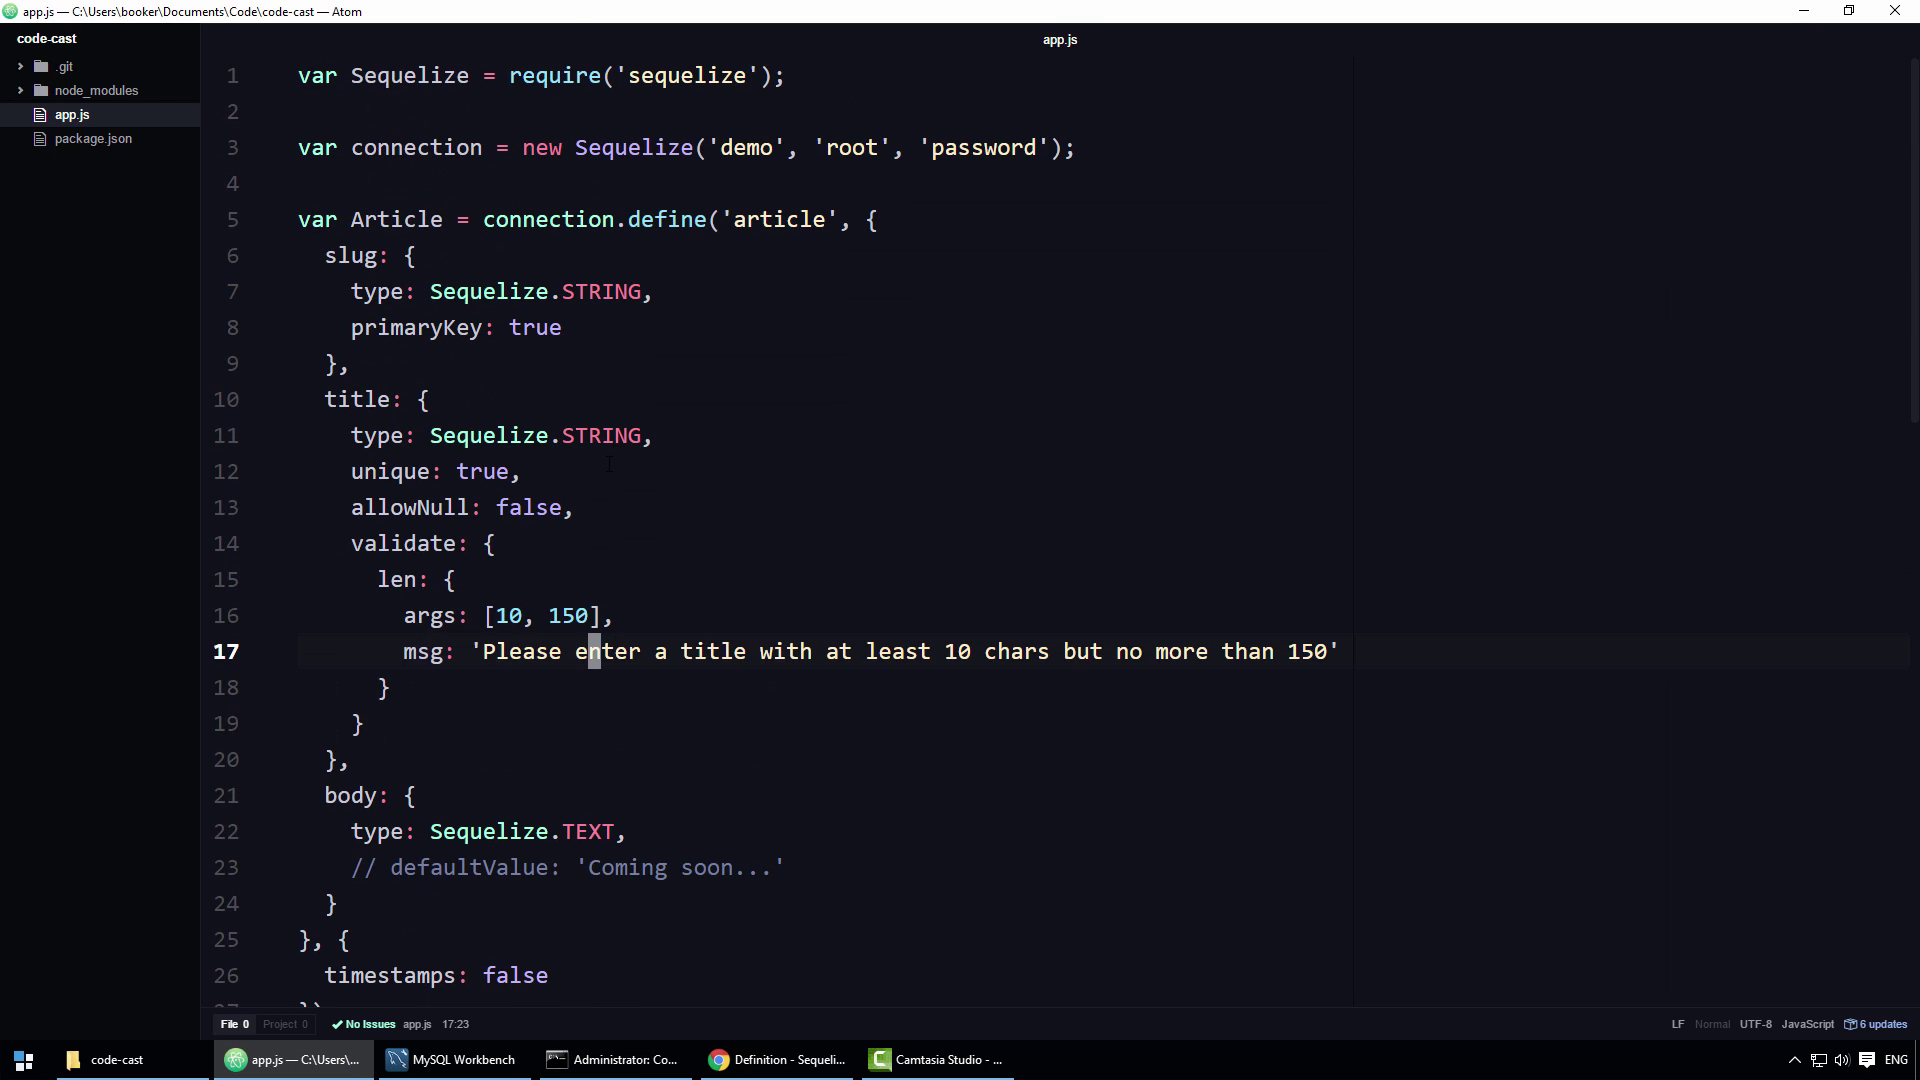 app.js — C:\Users\booker\Documents\Code\code-cast — Atom
code-cast
.git
node_modules
app.js
package.json
app.js
1 var Sequelize = require('sequelize');
2
3 var connection = new Sequelize('demo', 'root', 'password');
4
5 var Article = connection.define('article', {
6 slug: {
7 type: Sequelize.STRING,
8 primaryKey: true
9 },
10 title: {
11 type: Sequelize.STRING,
12 unique: true,
13 allowNull: false,
14 validate: {
15 len: {
16 args: [10, 150],
17 msg: 'Please enter a title with at least 10 chars but no more than 150'
18 }
19 }
20 },
21 body: {
22 type: Sequelize.TEXT,
23 // defaultValue: 'Coming soon...'
24 }
25 }, {
26 timestamps: false
File 0 Project 0 No Issues app.js 17:23 LF Normal UTF-8 JavaScript 6 updates
code-cast app.js — C:\Users\... MySQL Workbench Administrator: Co... Definition - Sequeli... Camtasia Studio - ... ENG